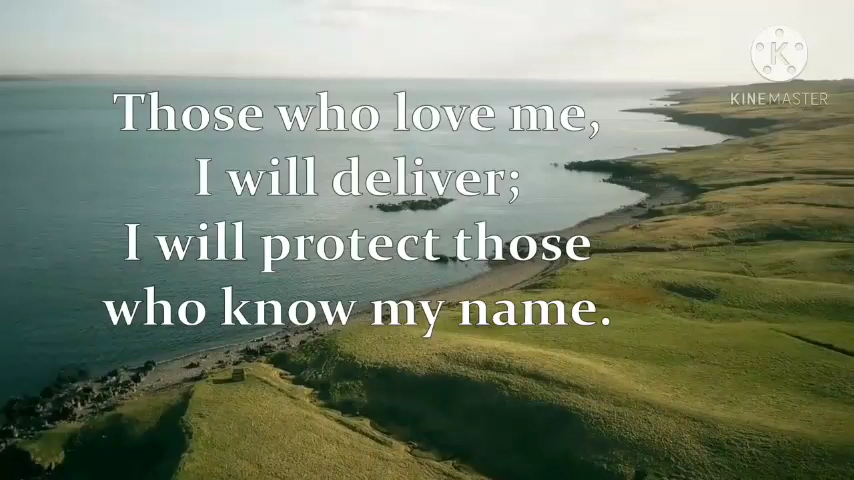 Those who love me,
I will deliver;
I will protect those
who know my name.
K
KINEMASTER